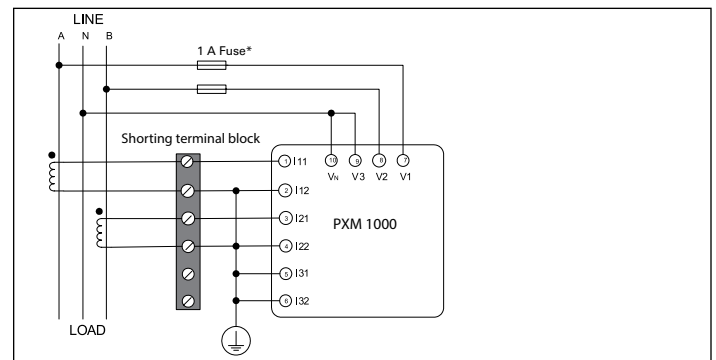 LINE
A N B
1 A Fuse*
Shorting terminal block
1 I11
10 9 8 7
VN V3 V2 V1
2 I12
3 I21
PXM 1000
4 I22
5 I31
6 I32
LOAD